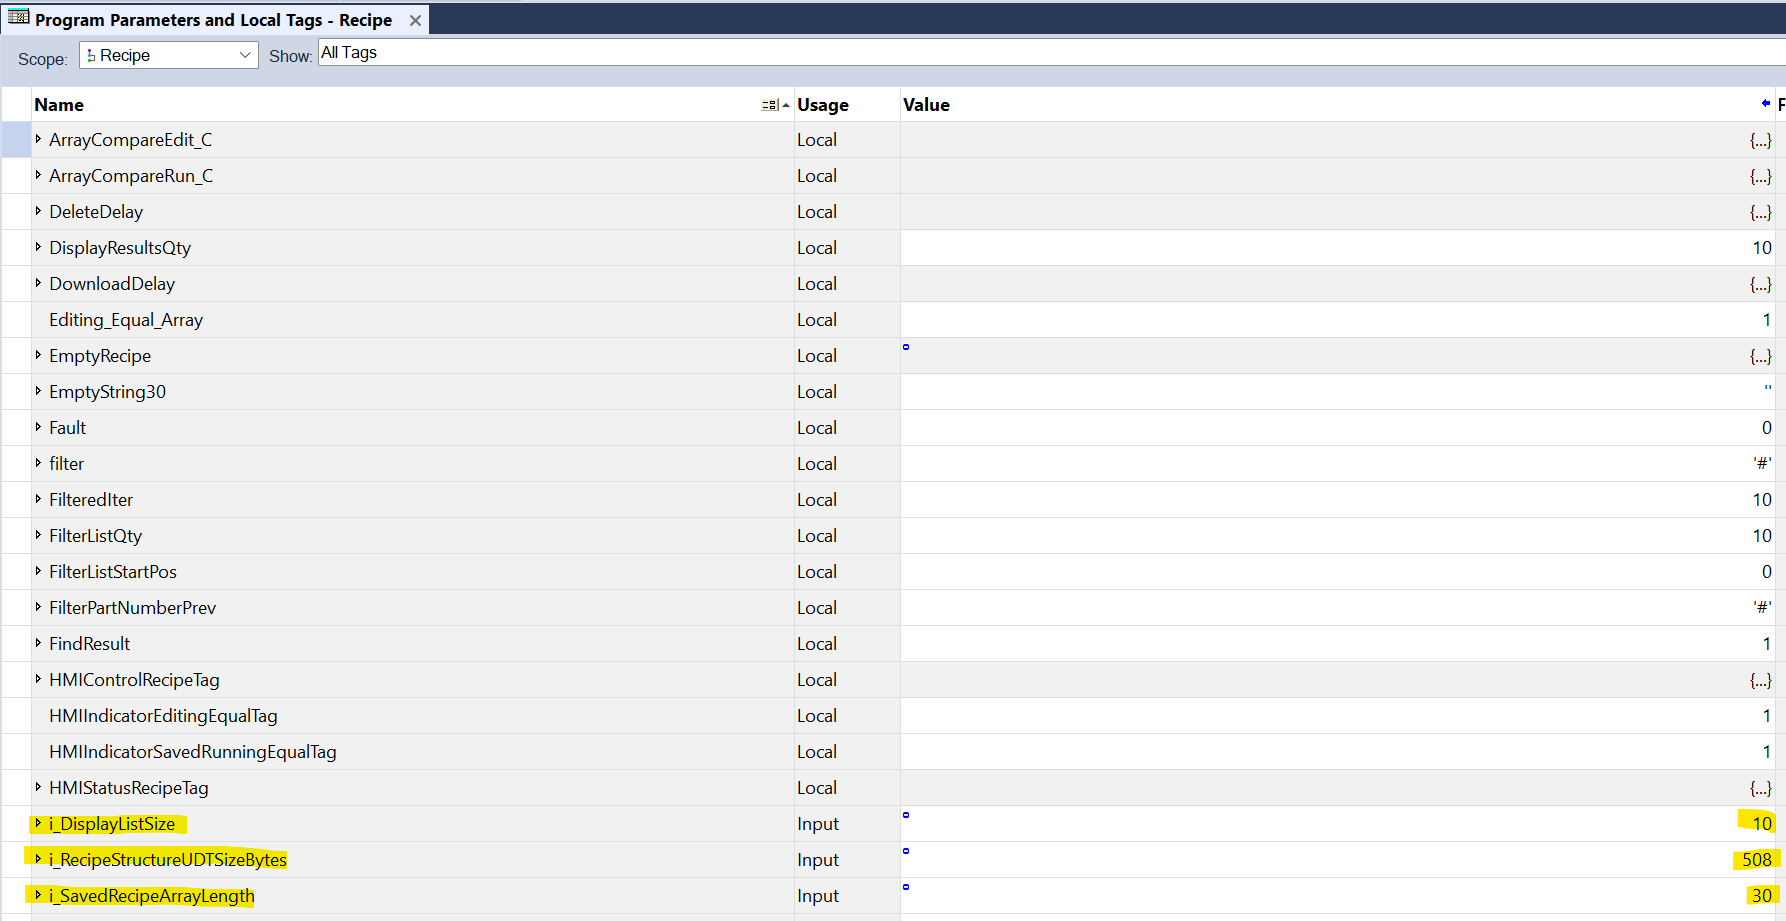 Program Parameters and Local Tags - Recipe
Scope: Recipe Show: All Tags
Name Usage Value F
ArrayCompareEdit_C Local {...}
ArrayCompareRun_C Local {...}
DeleteDelay Local {...}
DisplayResultsQty Local 10
DownloadDelay Local {...}
Editing_Equal_Array Local 1
EmptyRecipe Local {...}
EmptyString30 Local ''
Fault Local 0
filter Local '#'
FilteredIter Local 10
FilterListQty Local 10
FilterListStartPos Local 0
FilterPartNumberPrev Local '#'
FindResult Local 1
HMIControlRecipeTag Local {...}
HMIIndicatorEditingEqualTag Local 1
HMIIndicatorSavedRunningEqualTag Local 1
HMIStatusRecipeTag Local {...}
i_DisplayListSize Input 10
i_RecipeStructureUDTSizeBytes Input 508
i_SavedRecipeArrayLength Input 30